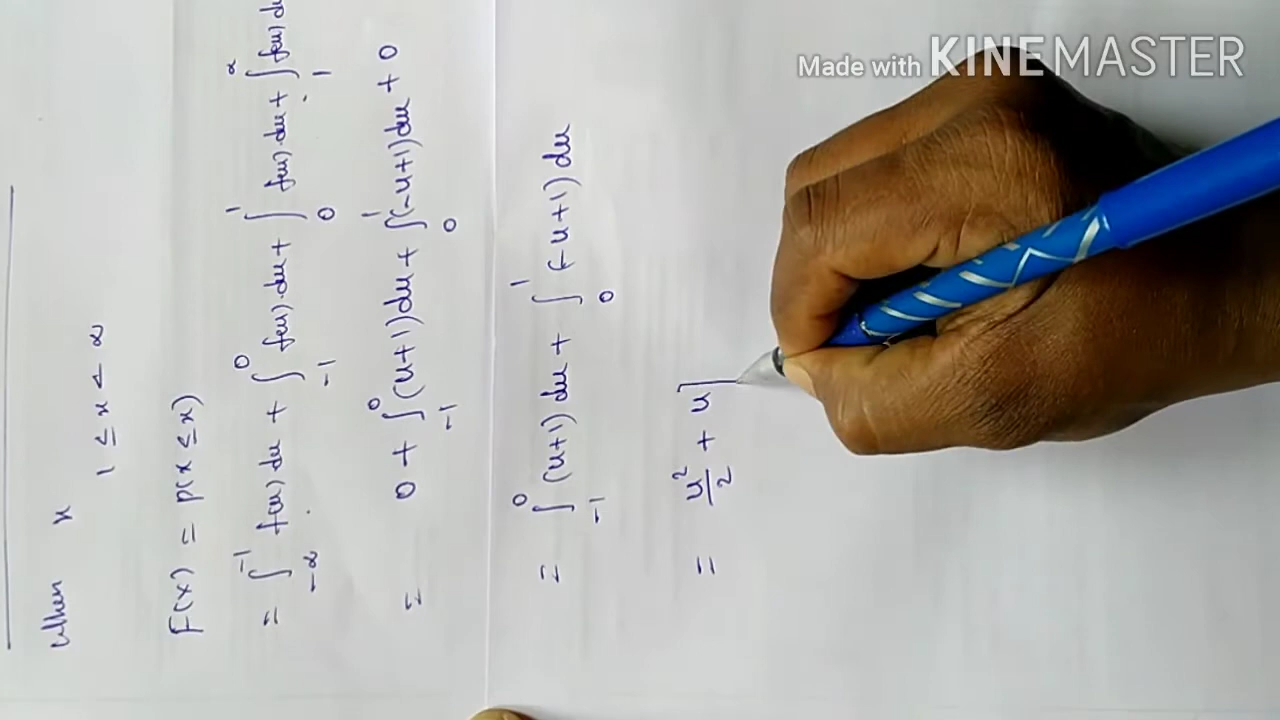 Made with KINEMASTER
When x
1 ≤ x < ∞
F(x) = P(X ≤ x)
= ∫_{-∞}^{-1} f(u) du + ∫_{-1}^{0} f(u).du + ∫_{0}^{1} f(u).du + ∫_{1}^{x} f(u) du
= 0 + ∫_{-1}^{0} (u+1) du + ∫_{0}^{1} (-u+1) du + 0
= ∫_{-1}^{0} (u+1) du + ∫_{0}^{1} (-u+1) du
= u²/2 + u]